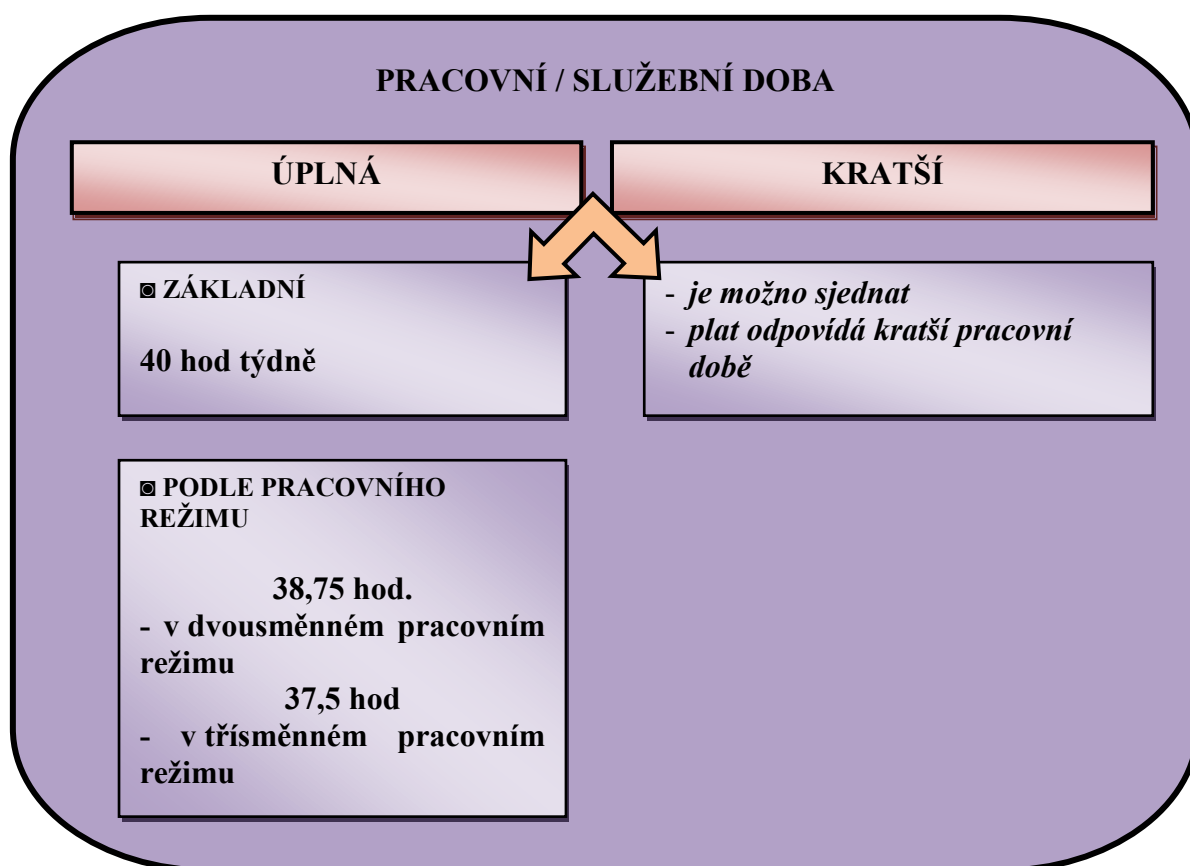 PRACOVNÍ / SLUŽEBNÍ DOBA
ÚPLNÁ
KRATŠÍ
◙ ZÁKLADNÍ
40 hod týdně
- je možno sjednat
- plat odpovídá kratší pracovní
době
◙ PODLE PRACOVNÍHO
REŽIMU
38,75 hod.
- v dvousměnném pracovním
režimu
37,5 hod
- v třísměnném pracovním
režimu